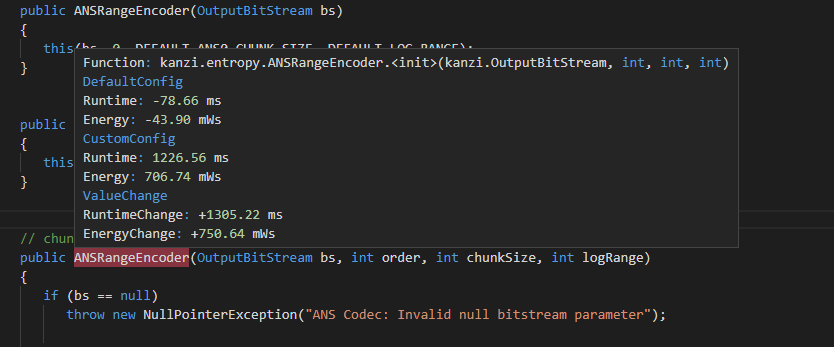 public ANSRangeEncoder(OutputBitStream bs)
{
this(bs, 0, DEFAULT_ANS0_CHUNK_SIZE, DEFAULT_LOG_RANGE);
}
Function: kanzi.entropy.ANSRangeEncoder.<init>(kanzi.OutputBitStream, int, int, int)
DefaultConfig
Runtime: -78.66 ms
Energy: -43.90 mWs
CustomConfig
Runtime: 1226.56 ms
Energy: 706.74 mWs
ValueChange
RuntimeChange: +1305.22 ms
EnergyChange: +750.64 mWs
public
{
this
}
// chun
public ANSRangeEncoder(OutputBitStream bs, int order, int chunkSize, int logRange)
{
if (bs == null)
throw new NullPointerException("ANS Codec: Invalid null bitstream parameter");